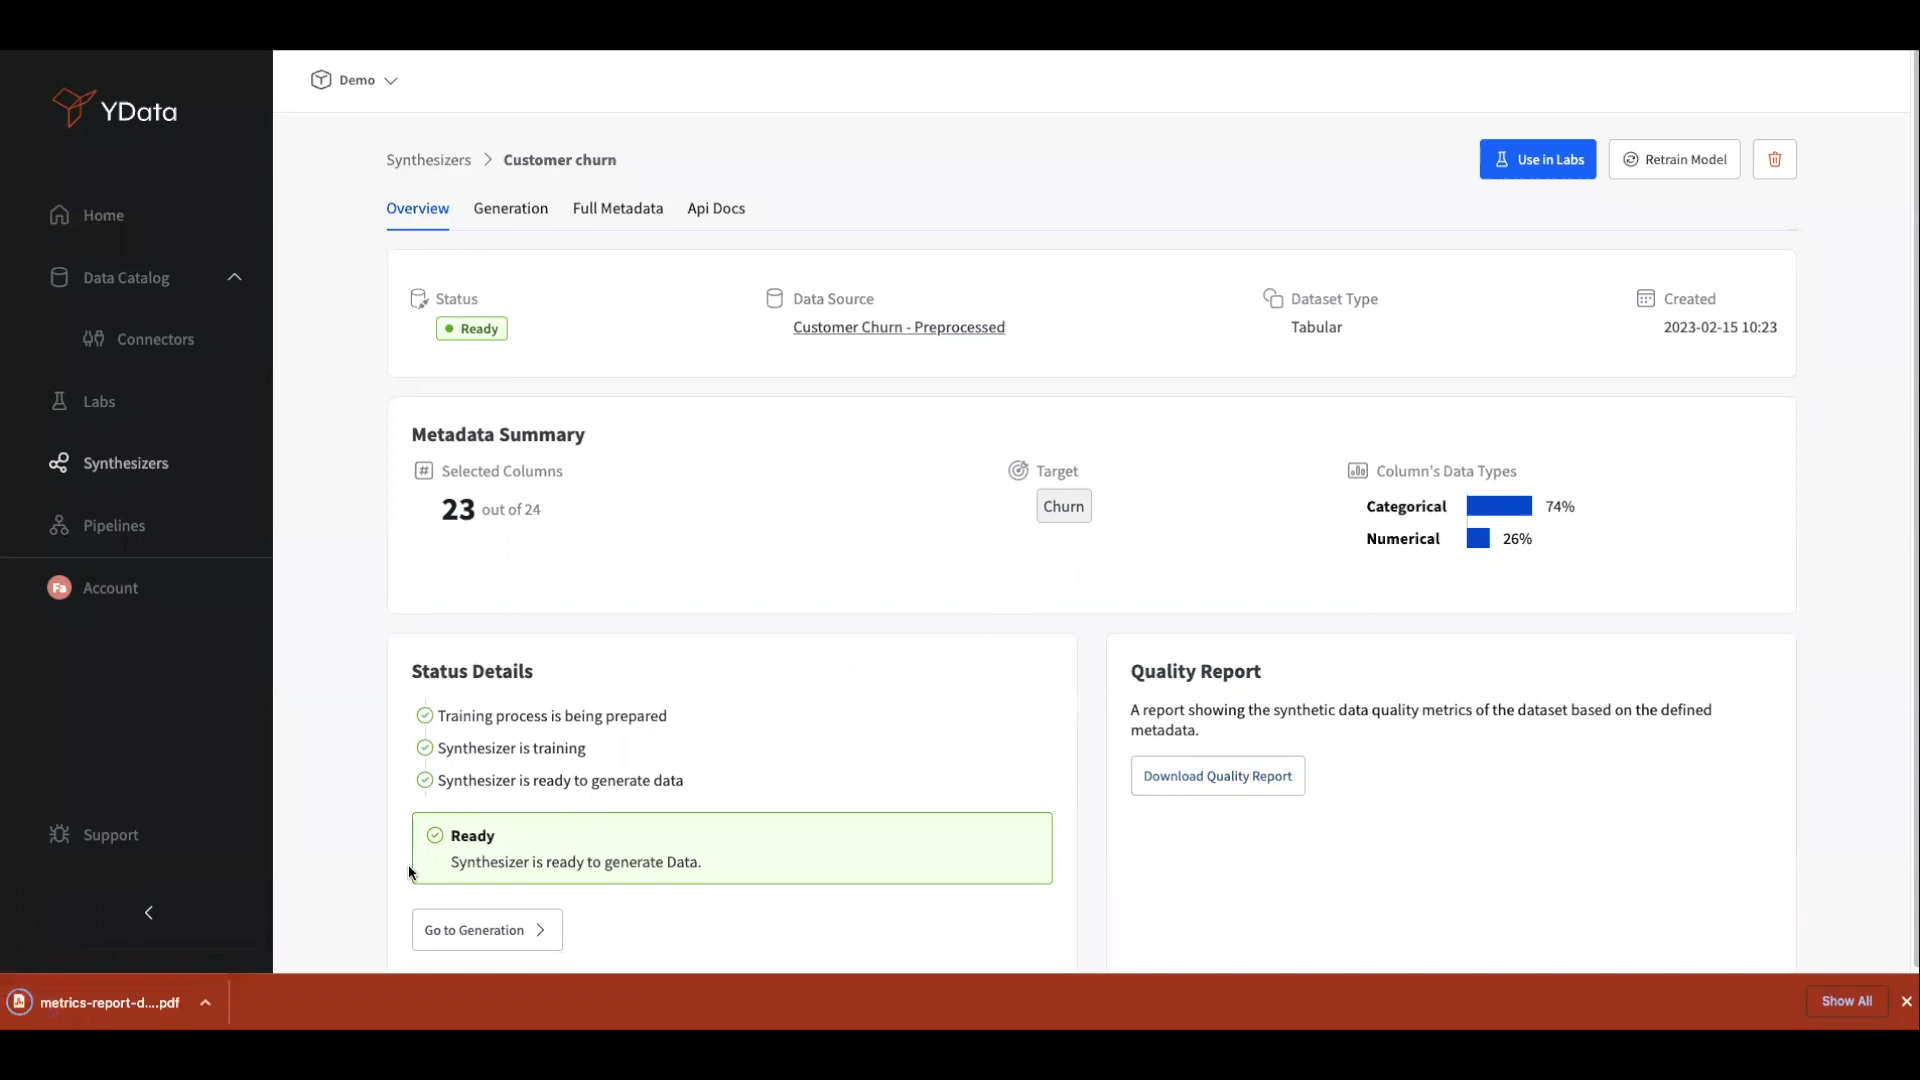 YData
Demo
Home
Data Catalog
Connectors
Labs
Synthesizers
Pipelines
Fa Account
Support
Synthesizers > Customer churn
Use in Labs
Retrain Model
Overview
Generation
Full Metadata
Api Docs
Status
Ready
Data Source
Customer Churn - Preprocessed
Dataset Type
Tabular
Created
2023-02-15 10:23
Metadata Summary
# Selected Columns
23 out of 24
Target
Churn
Column's Data Types
Categorical 74%
Numerical 26%
Status Details
Training process is being prepared
Synthesizer is training
Synthesizer is ready to generate data
Ready
Synthesizer is ready to generate Data.
Go to Generation
Quality Report
A report showing the synthetic data quality metrics of the dataset based on the defined
metadata.
Download Quality Report
metrics-report-d....pdf
Show All